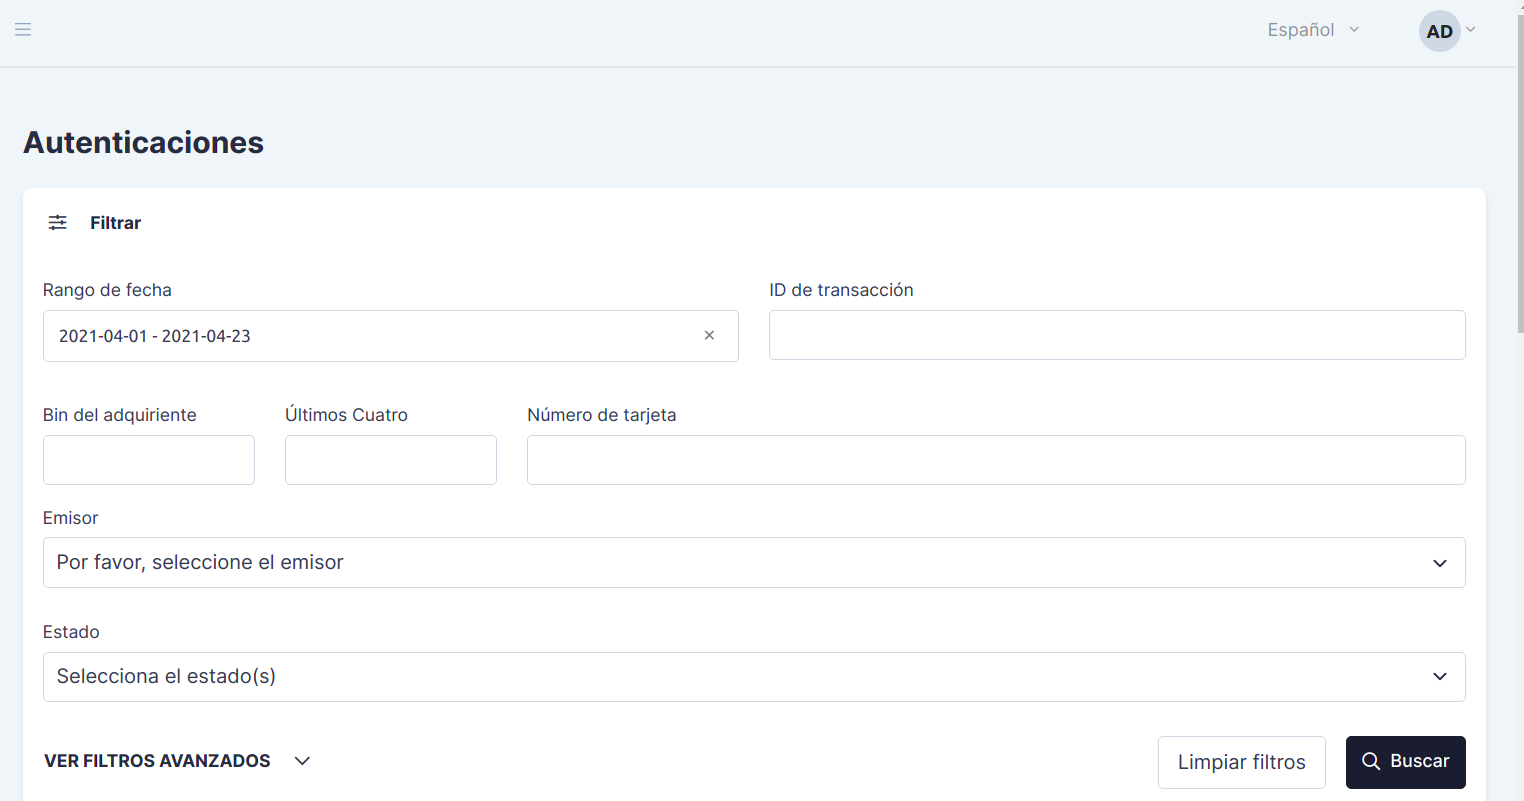 Español
AD
Autenticaciones
Filtrar
Rango de fecha
ID de transacción
2021-04-01 - 2021-04-23
Bin del adquiriente
Últimos Cuatro
Número de tarjeta
Emisor
Por favor, seleccione el emisor
Estado
Selecciona el estado(s)
VER FILTROS AVANZADOS
Limpiar filtros
Buscar